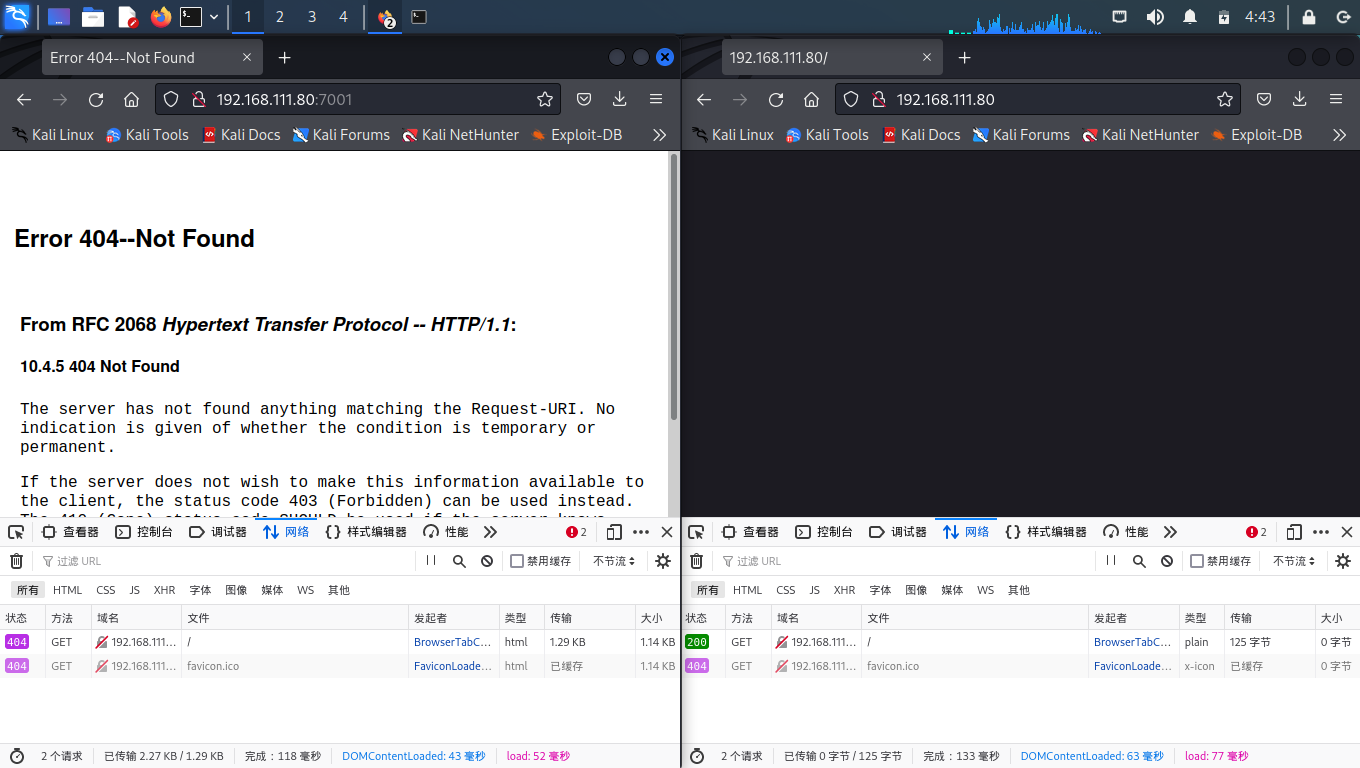 1 2 3 4 2 4:43
Error 404--Not Found
192.168.111.80:7001
Kali Linux Kali Tools Kali Docs Kali Forums Kali NetHunter Exploit-DB
Error 404--Not Found
From RFC 2068 Hypertext Transfer Protocol -- HTTP/1.1:
10.4.5 404 Not Found
The server has not found anything matching the Request-URI. No
indication is given of whether the condition is temporary or
permanent.
If the server does not wish to make this information available to
the client, the status code 403 (Forbidden) can be used instead.
The 410 (Gone) status code SHOULD be used if the server knows
查看器 控制台 调试器 网络 样式编辑器 性能 2
过滤 URL 禁用缓存 不节流
所有 HTML CSS JS XHR 字体 图像 媒体 WS 其他
状态 方法 域名 文件 发起者 类型 传输 大小
404 GET 192.168.111... / BrowserTabC... html 1.29 KB 1.14 KB
404 GET 192.168.111... favicon.ico FaviconLoade... html 已缓存 1.14 KB
2 个请求 已传输 2.27 KB / 1.29 KB 完成：118 毫秒 DOMContentLoaded: 43 毫秒 load: 52 毫秒
192.168.111.80/
192.168.111.80
Kali Linux Kali Tools Kali Docs Kali Forums Kali NetHunter Exploit-DB
查看器 控制台 调试器 网络 样式编辑器 性能 2
过滤 URL 禁用缓存 不节流
所有 HTML CSS JS XHR 字体 图像 媒体 WS 其他
状态 方法 域名 文件 发起者 类型 传输 大小
200 GET 192.168.111... / BrowserTabC... plain 125 字节 0 字节
404 GET 192.168.111... favicon.ico FaviconLoade... x-icon 已缓存 0 字节
2 个请求 已传输 0 字节 / 125 字节 完成：133 毫秒 DOMContentLoaded: 63 毫秒 load: 77 毫秒